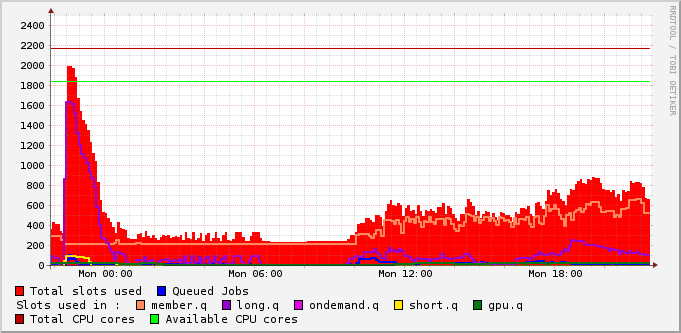 2400
2200
2000
1800
1600
1400
1200
1000
800
600
400
200
0
Mon 00:00 Mon 06:00 Mon 12:00 Mon 18:00
Total slots used Queued Jobs
Slots used in : member.q long.q ondemand.q short.q gpu.q
Total CPU cores Available CPU cores
RRDTOOL / TOBI OETIKER